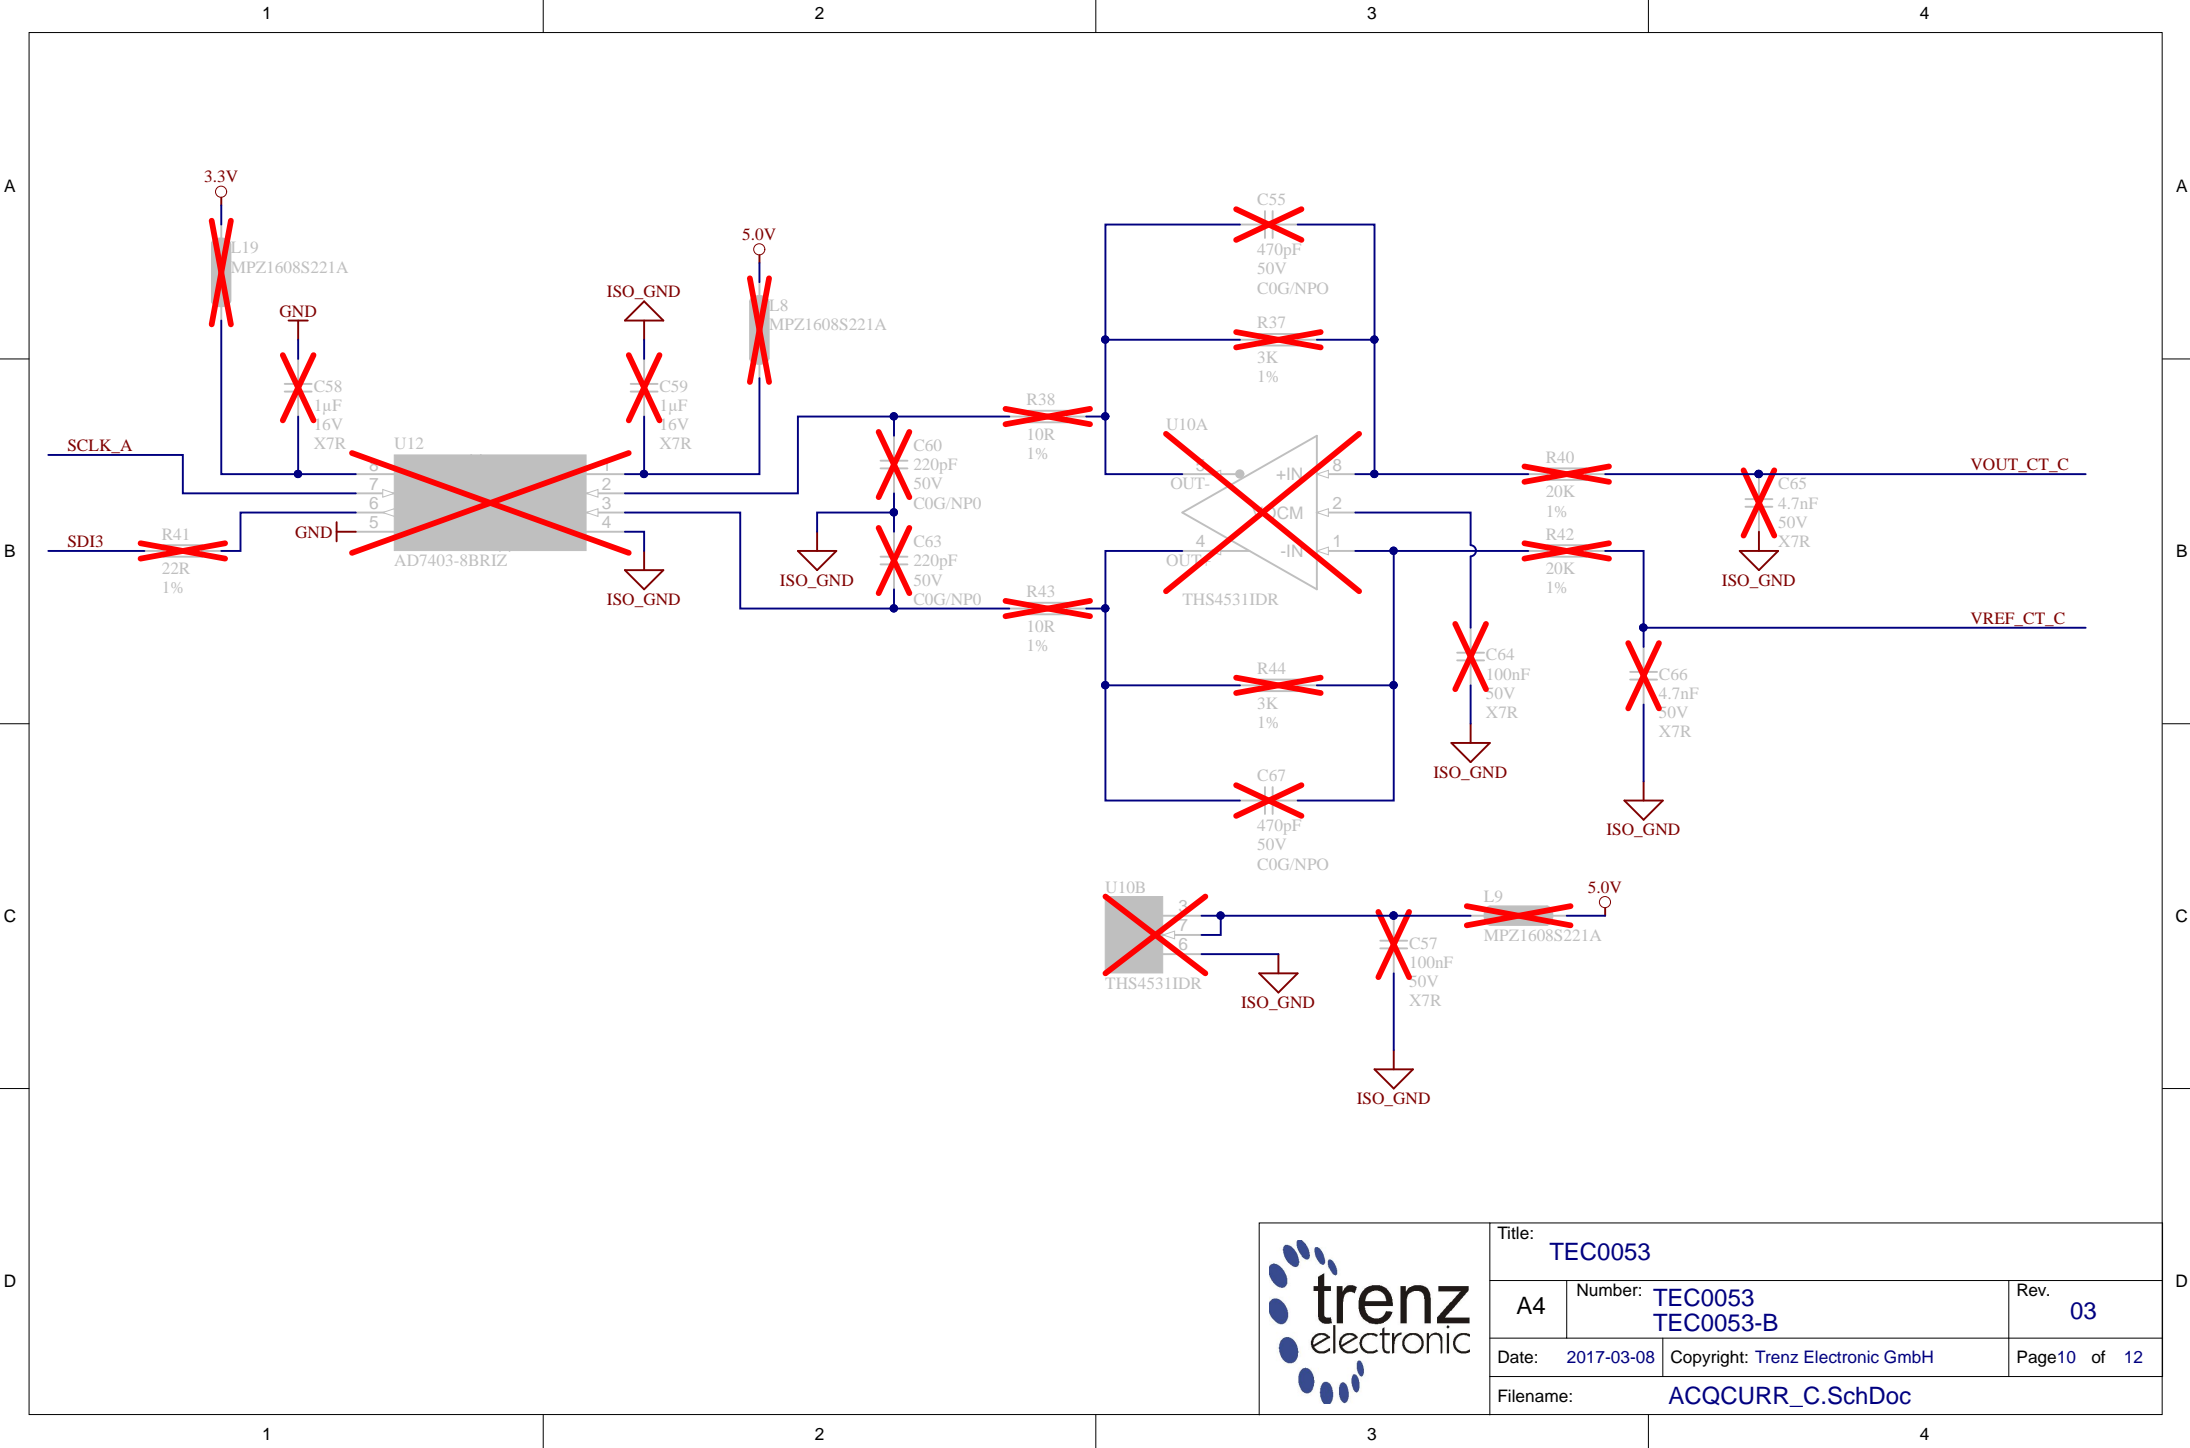 1
2
3
4
A
A
3.3V
L19
MPZ1608S221A
GND
C58
1µF
16V
X7R
ISO_GND
C59
1µF
16V
X7R
5.0V
L8
MPZ1608S221A
C55
470pF
50V
C0G/NPO
R37
3K
1%
R38
10R
1%
SCLK_A
U12
7
6
5
2
3
4
GND
AD7403-8BRIZ
ISO_GND
B
SDI3
R41
22R
1%
C60
220pF
50V
C0G/NP0
ISO_GND
C63
220pF
50V
C0G/NP0
R43
10R
1%
U10A
OUT-
+IN
8
2
4
-IN
1
THS4531IDR
R40
20K
1%
R42
20K
1%
VOUT_CT_C
C65
4.7nF
50V
X7R
ISO_GND
B
VREF_CT_C
R44
3K
1%
C64
100nF
50V
X7R
ISO_GND
C66
4.7nF
50V
X7R
ISO_GND
C67
470pF
50V
C0G/NPO
C
C
U10B
3
7
6
THS4531IDR
ISO_GND
C57
100nF
50V
X7R
ISO_GND
L9
MPZ1608S221A
5.0V
D
D
trenz
electronic
Title:
TEC0053
A4
Number: TEC0053
TEC0053-B
Rev.
03
Date: 2017-03-08
Copyright: Trenz Electronic GmbH
Page10 of 12
Filename: ACQCURR_C.SchDoc
1
2
3
4